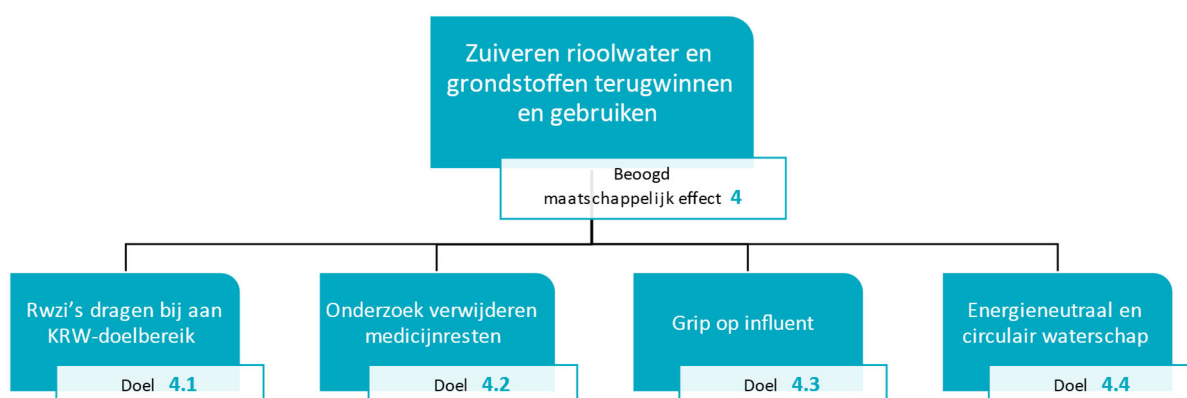 Zuiveren rioolwater en
grondstoffen terugwinnen
en gebruiken
Beoogd
maatschappelijk effect 4
Rwzi's dragen bij aan
KRW-doelbereik
Doel 4.1
Onderzoek verwijderen
medicijnresten
Doel 4.2
Grip op influent
Doel 4.3
Energieneutraal en
circulair waterschap
Doel 4.4